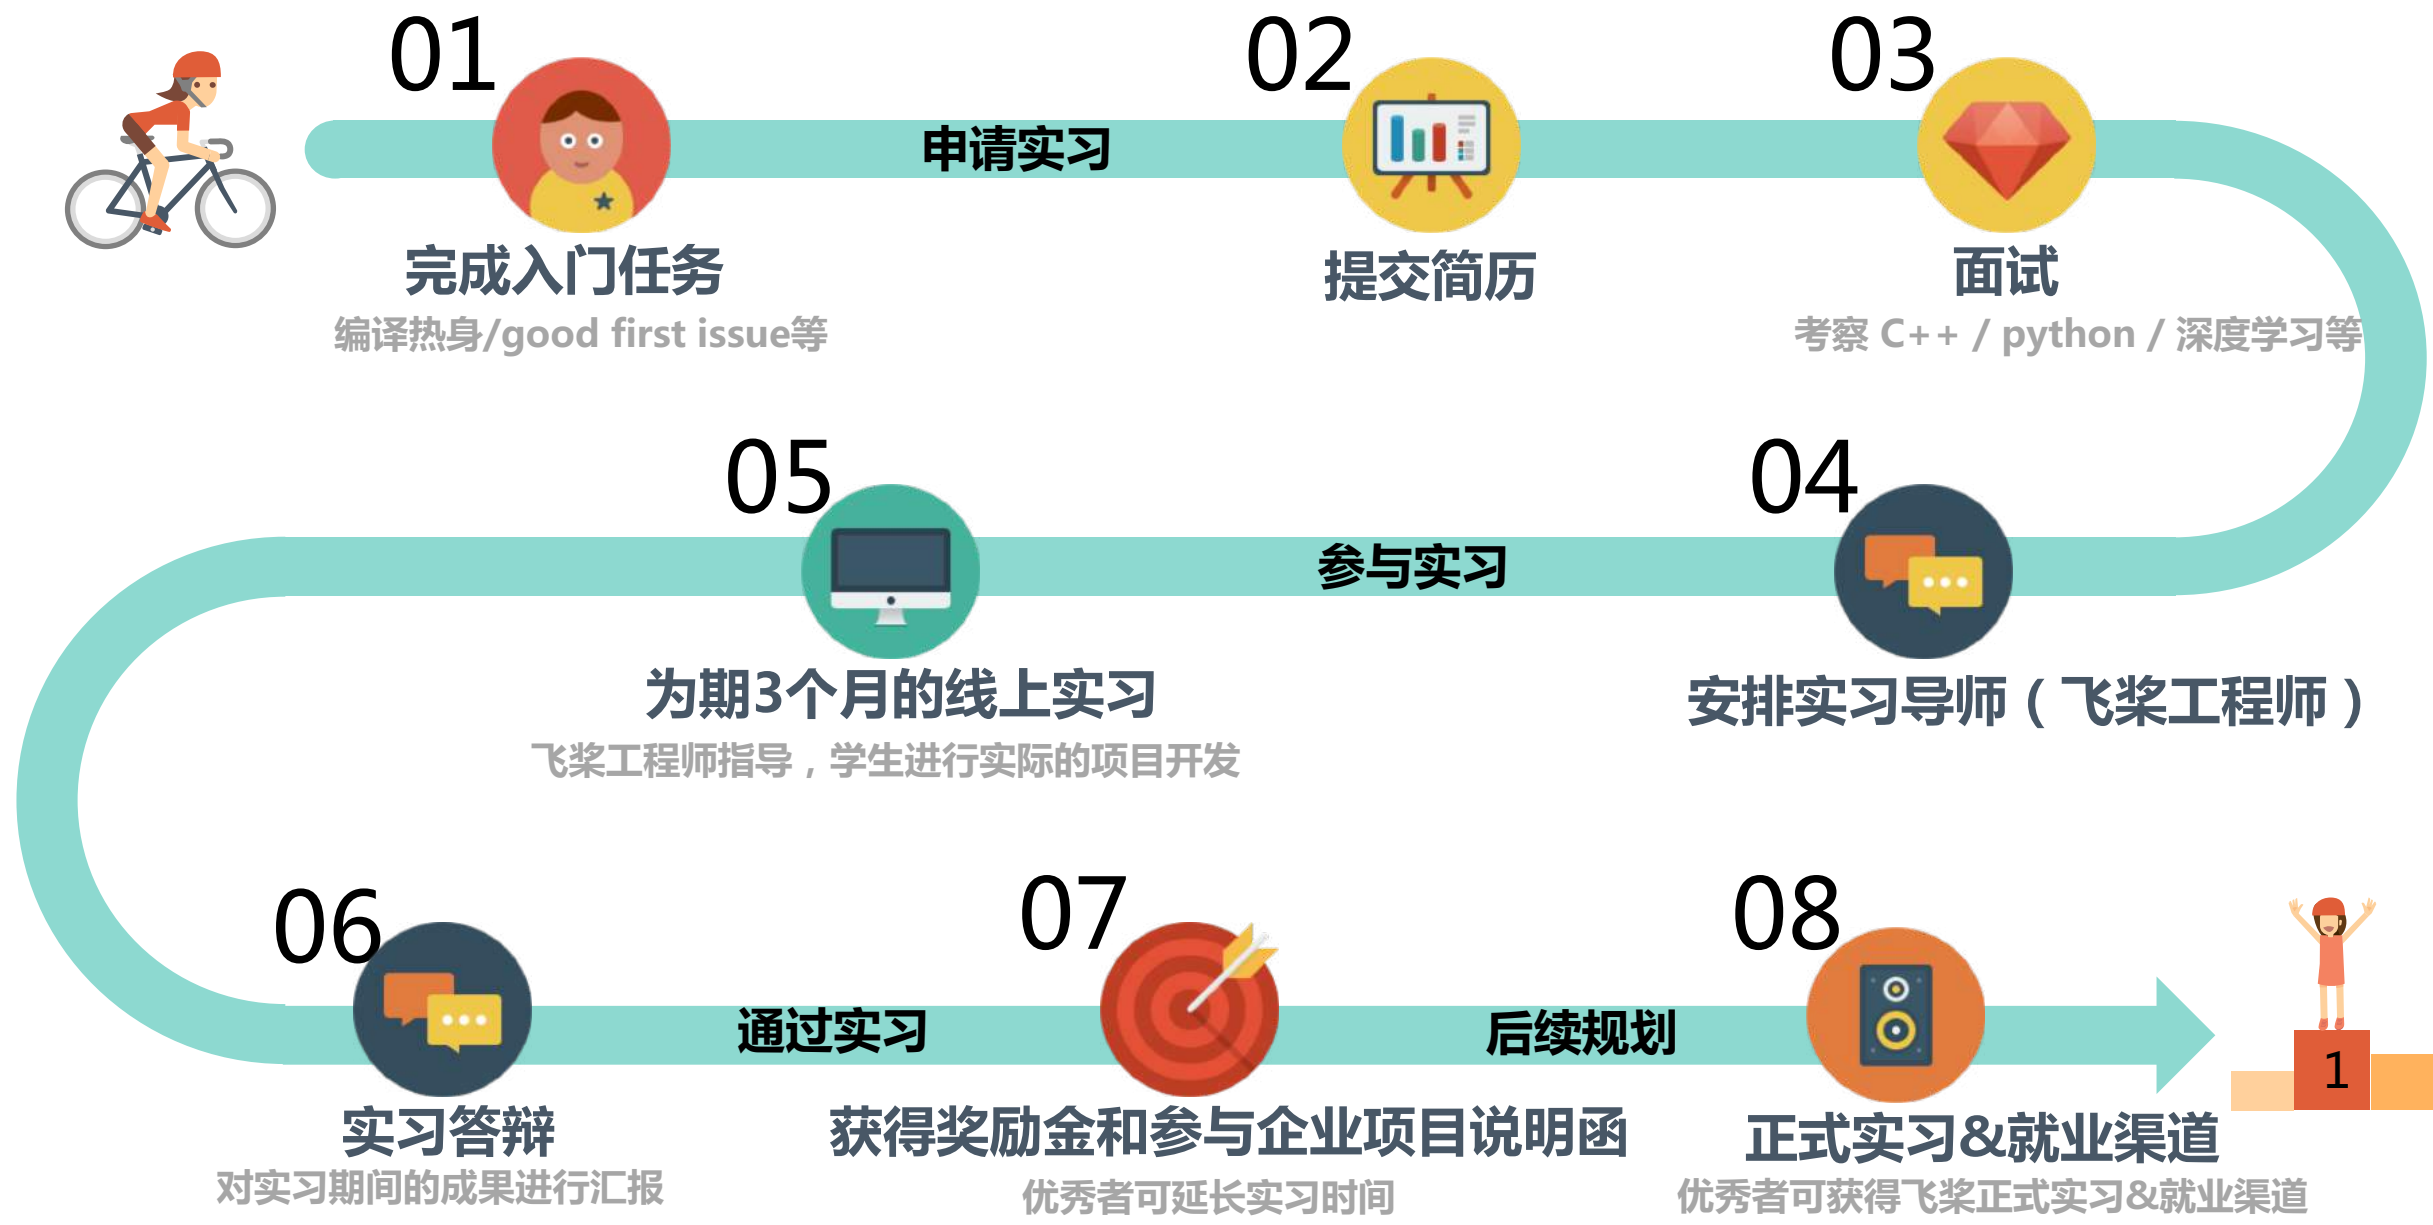 01
申请实习
02
03
完成入门任务
编译热身/good first issue等
提交简历
面试
考察 C++ / python / 深度学习等
04
参与实习
05
安排实习导师（飞桨工程师）
为期3个月的线上实习
飞桨工程师指导，学生进行实际的项目开发
06
通过实习
07
后续规划
08
1
实习答辩
对实习期间的成果进行汇报
获得奖励金和参与企业项目说明函
优秀者可延长实习时间
正式实习&就业渠道
优秀者可获得飞桨正式实习&就业渠道